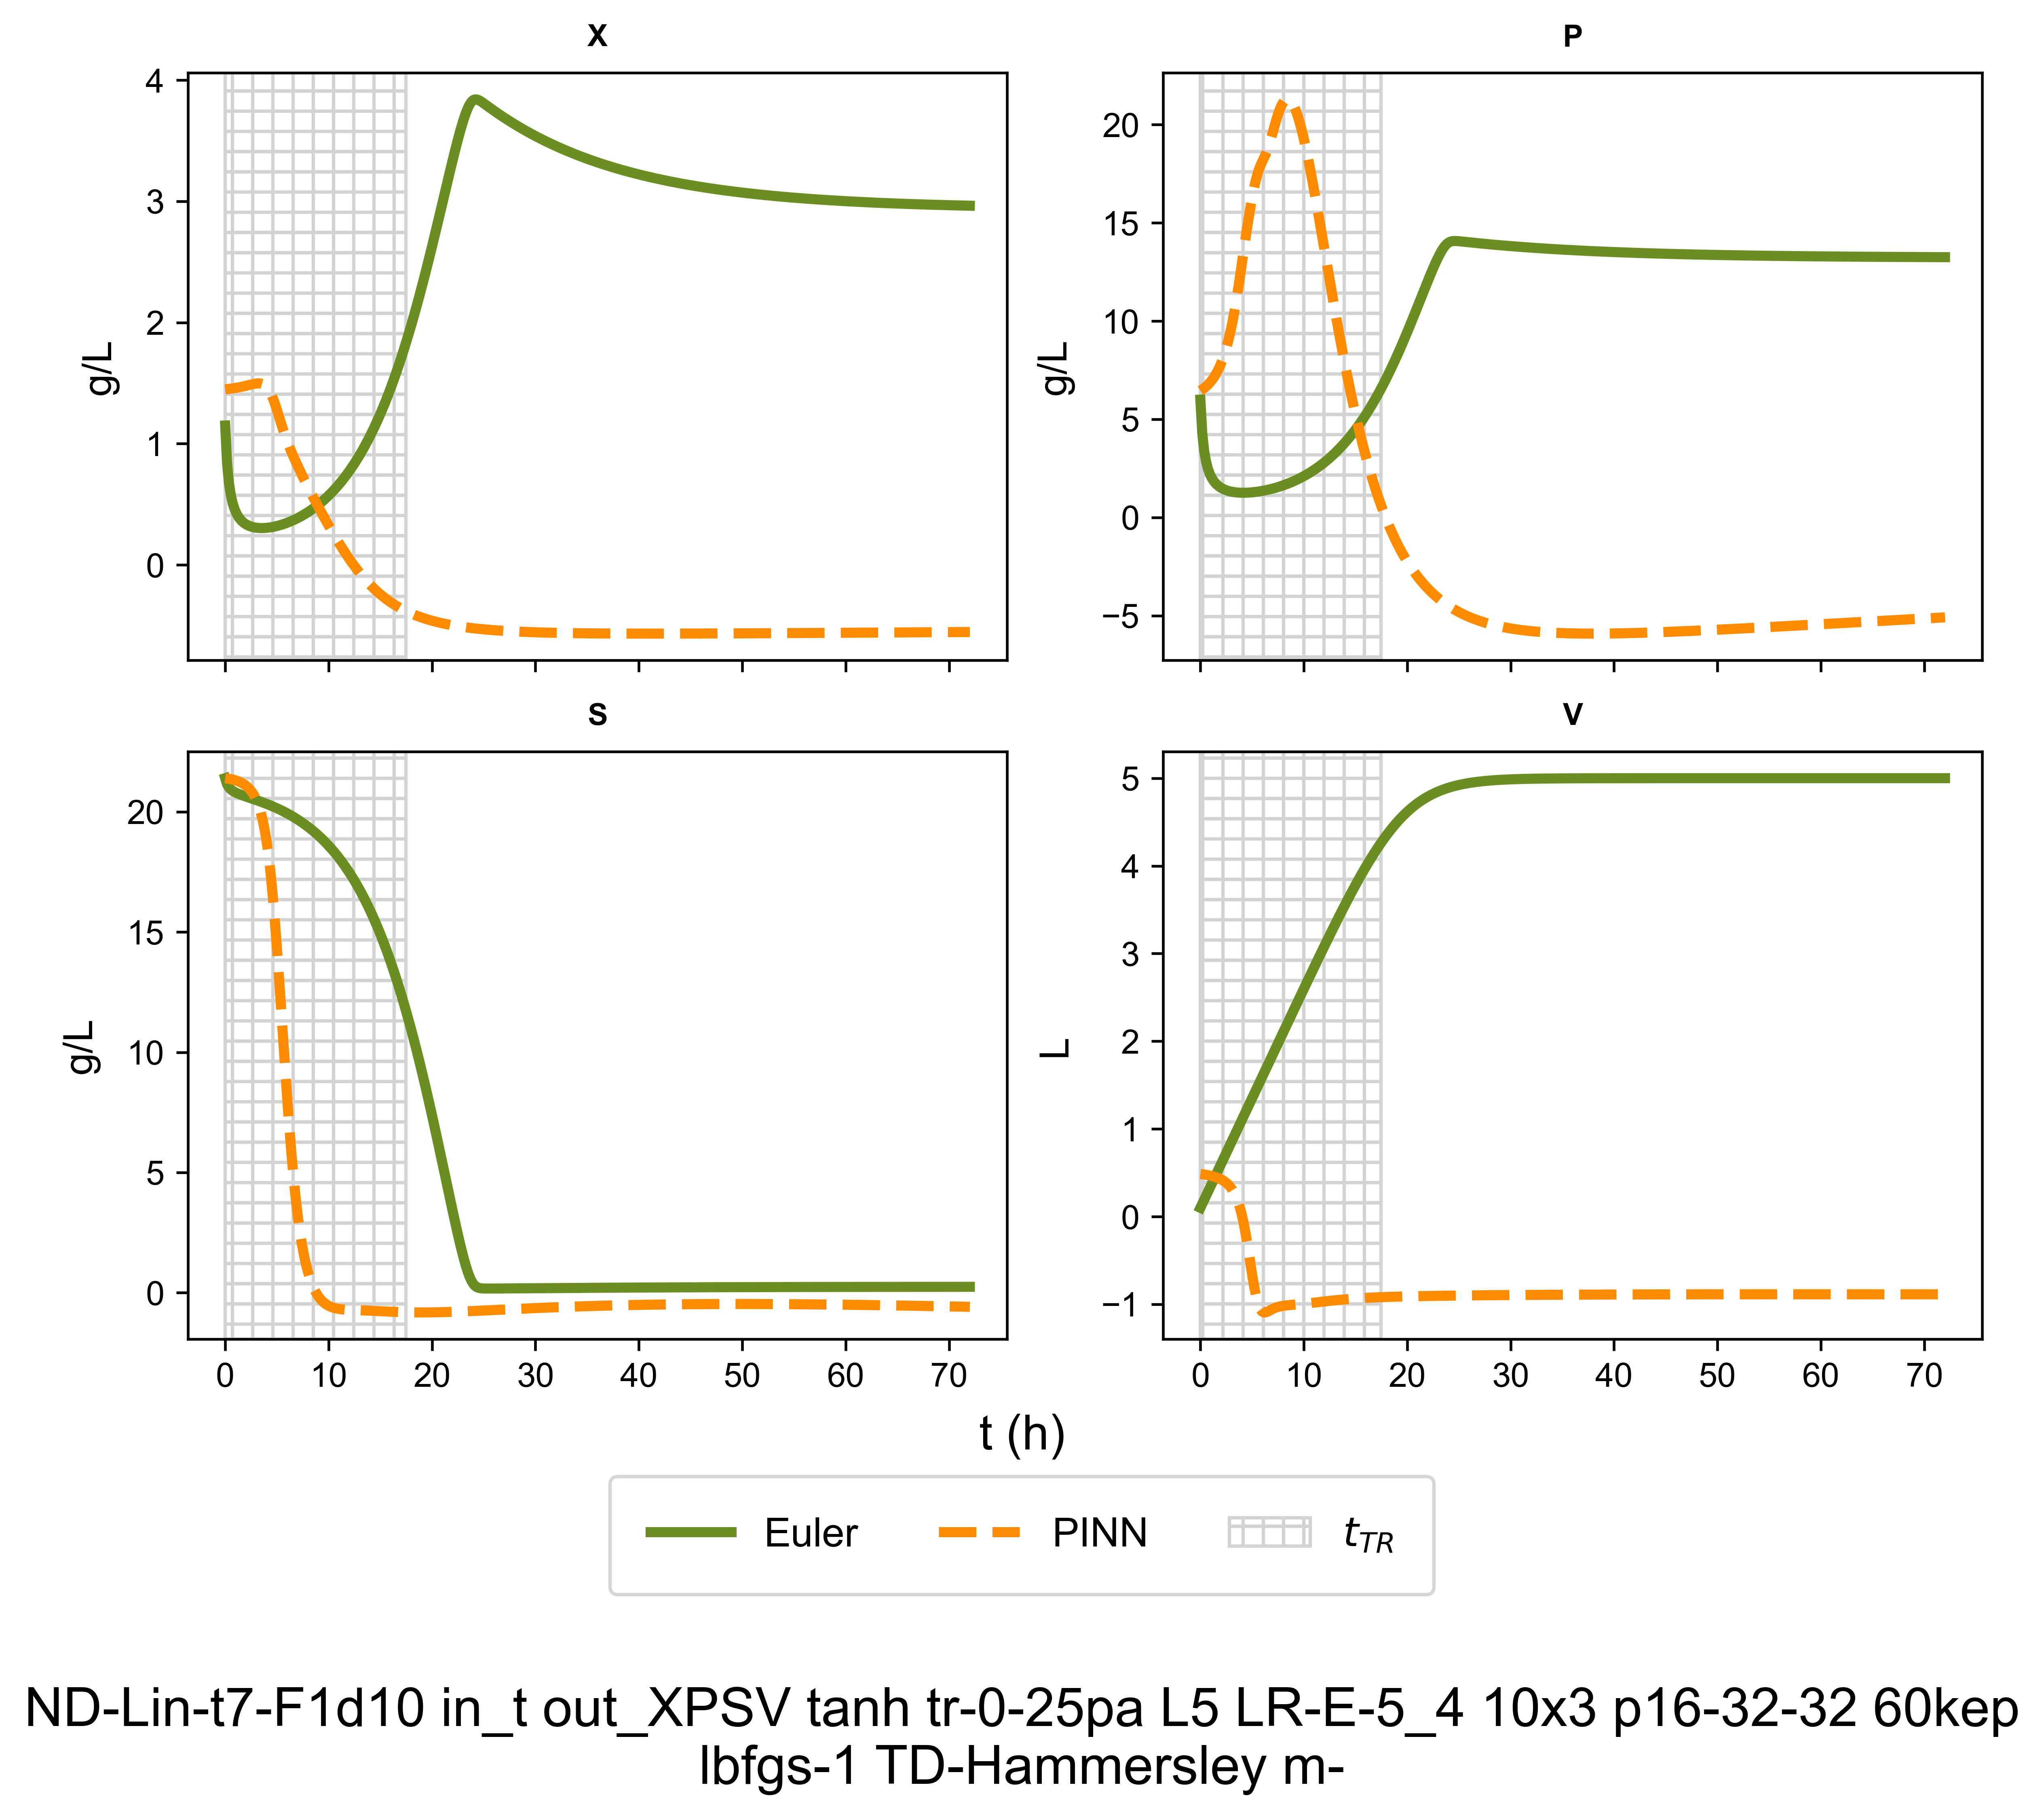 X
P
4
3
2
1
0
g/L
20
15
10
5
0
−5
g/L
S
V
20
15
10
5
0
g/L
5
4
3
2
1
0
−1
L
0 10 20 30 40 50 60 70
0 10 20 30 40 50 60 70
t (h)
Euler PINN t_TR
ND-Lin-t7-F1d10 in_t out_XPSV tanh tr-0-25pa L5 LR-E-5_4 10x3 p16-32-32 60kep
lbfgs-1 TD-Hammersley m-